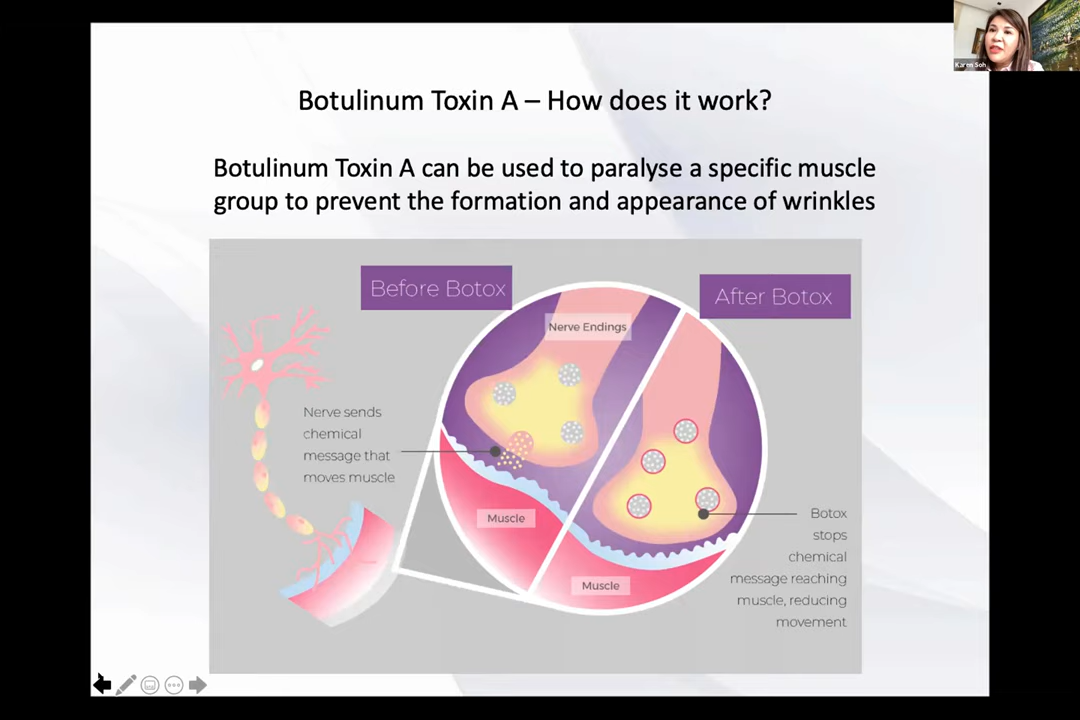 Karen Soh
Botulinum Toxin A – How does it work?
Botulinum Toxin A can be used to paralyse a specific muscle
group to prevent the formation and appearance of wrinkles
Before Botox
After Botox
Nerve Endings
Nerve sends
chemical
message that
moves muscle
Muscle
Muscle
Botox
stops
chemical
message reaching
muscle, reducing
movement